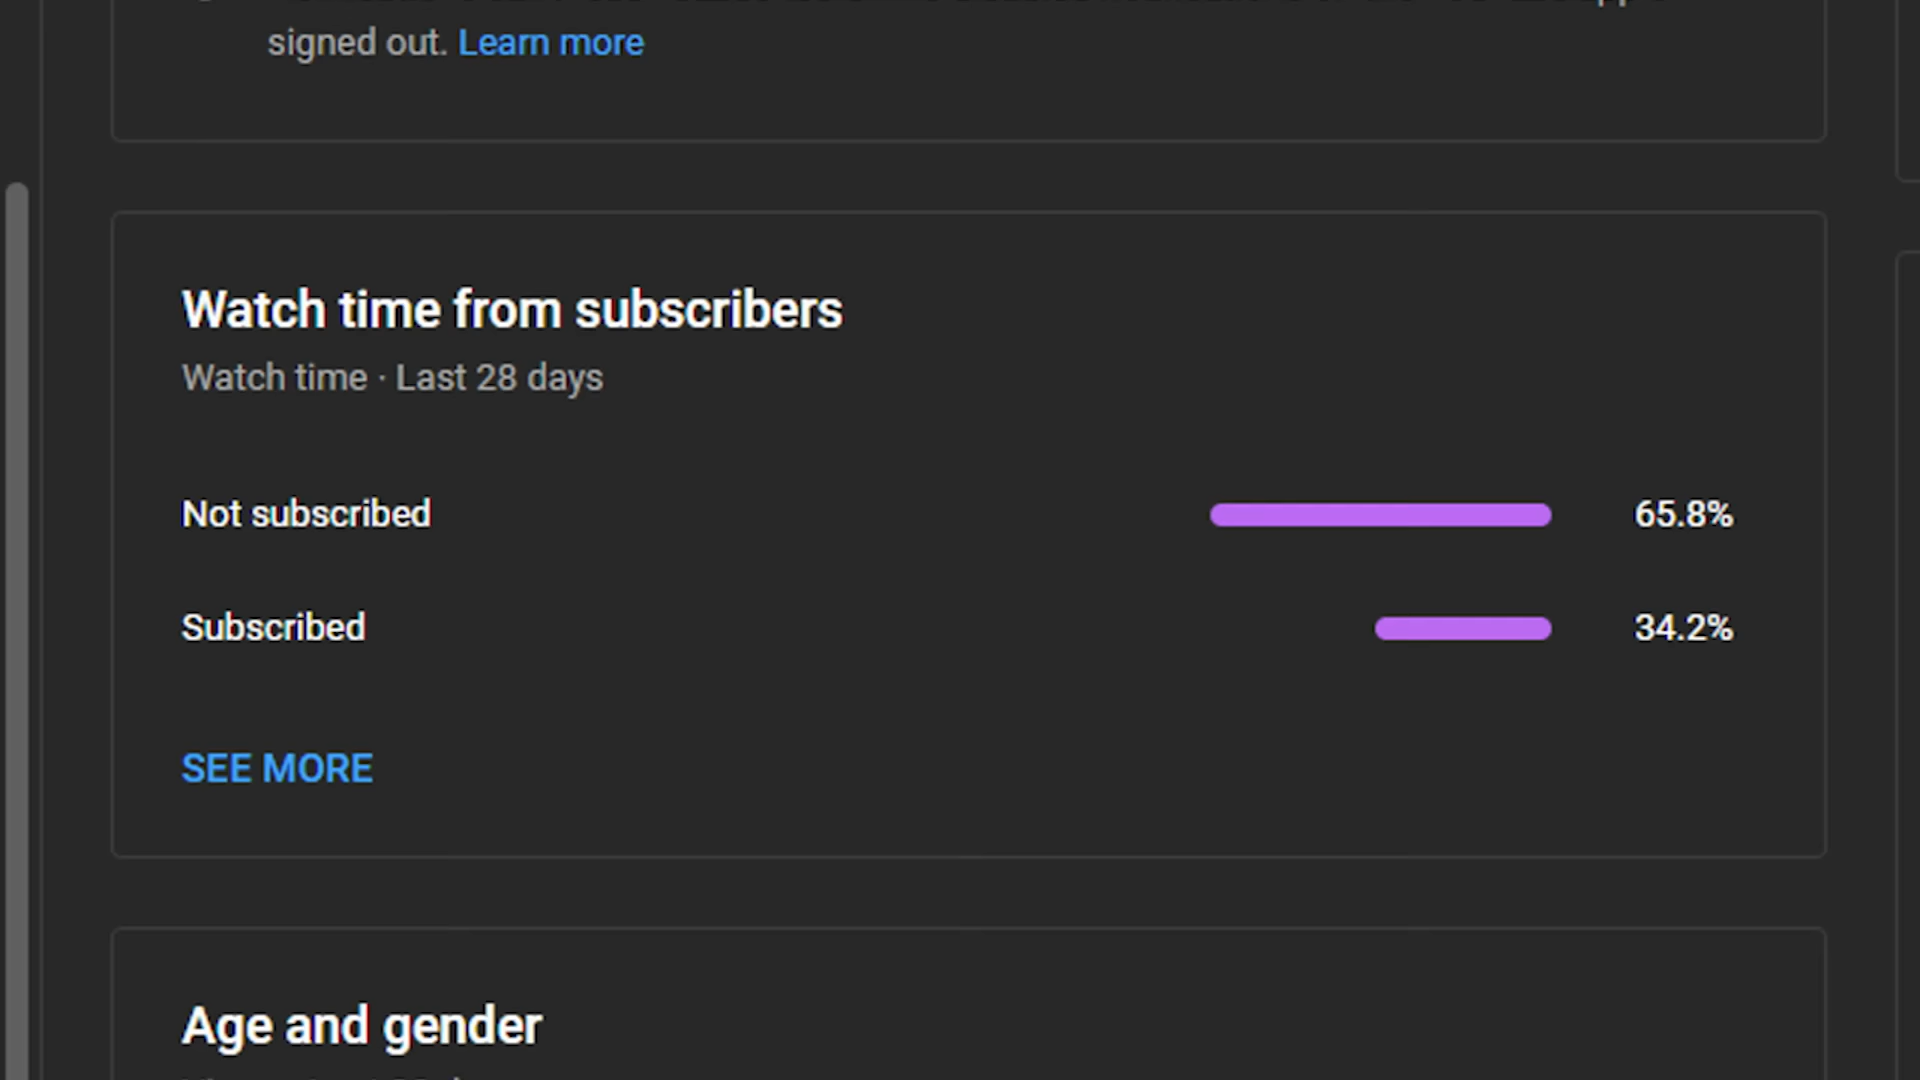 signed out. Learn more
Watch time from subscribers
Watch time · Last 28 days
Not subscribed 65.8%
Subscribed 34.2%
SEE MORE
Age and gender